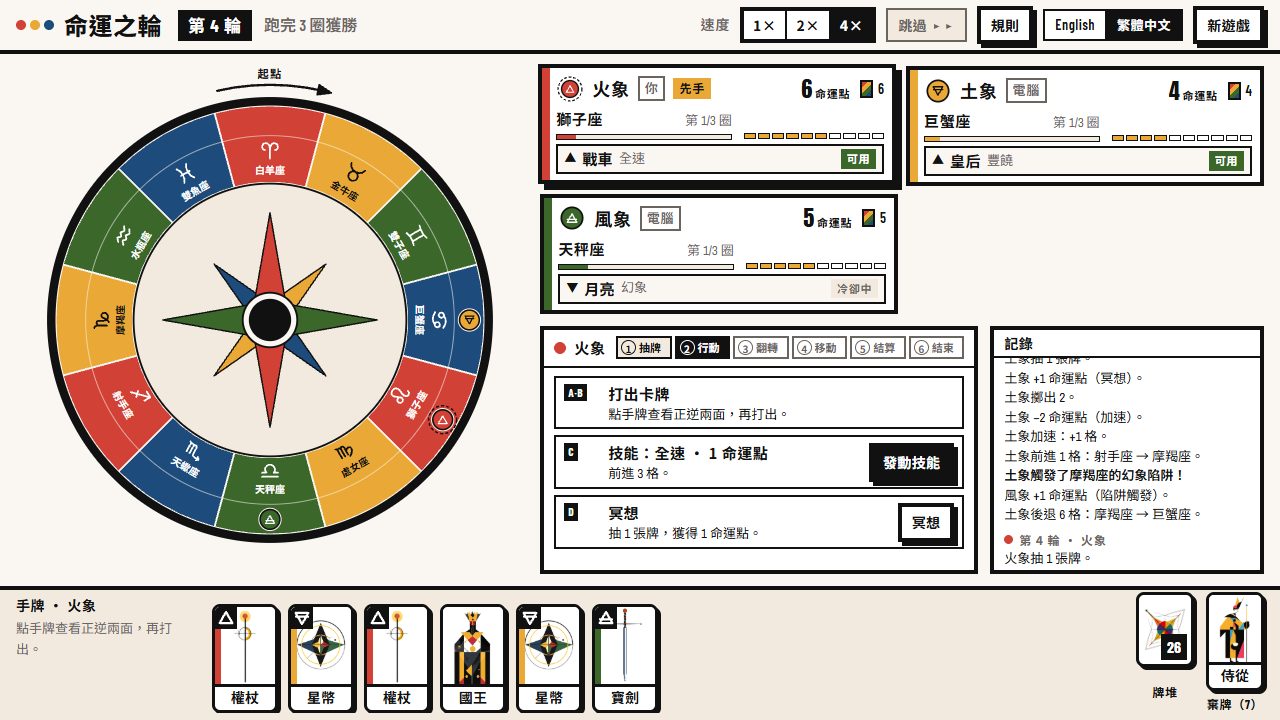 命運之輪 第 4 輪 跑完 3 圈獲勝 速度 1× 2× 4× 跳過 規則 English 繁體中文 新遊戲
起點
白羊座
金牛座
雙子座
巨蟹座
獅子座
處女座
天秤座
天蠍座
射手座
摩羯座
水瓶座
雙魚座
火象 你 先手 6 命運點 6
獅子座 第 1/3 圈
▲ 戰車 全速 可用
土象 電腦 4 命運點 4
巨蟹座 第 1/3 圈
▲ 皇后 豐饒 可用
風象 電腦 5 命運點 5
天秤座 第 1/3 圈
▼ 月亮 幻象 冷卻中
火象 1 抽牌 2 行動 3 翻轉 4 移動 5 結算 6 結束
A-B 打出卡牌
點手牌查看正逆兩面，再打出。
C 技能：全速 · 1 命運點
前進 3 格。
發動技能
D 冥想
抽 1 張牌，獲得 1 命運點。
冥想
記錄
土象抽 1 張牌。
土象 +1 命運點（冥想）。
土象擲出 2。
土象 −2 命運點（加速）。
土象加速：+1 格。
土象前進 1 格：射手座 → 摩羯座。
土象觸發了摩羯座的幻象陷阱！
風象 +1 命運點（陷阱觸發）。
土象後退 6 格：摩羯座 → 巨蟹座。
第 4 輪 · 火象
火象抽 1 張牌。
手牌 · 火象
點手牌查看正逆兩面，再打
出。
權杖
星幣
權杖
國王
星幣
寶劍
26
牌堆
侍從
棄牌（7）